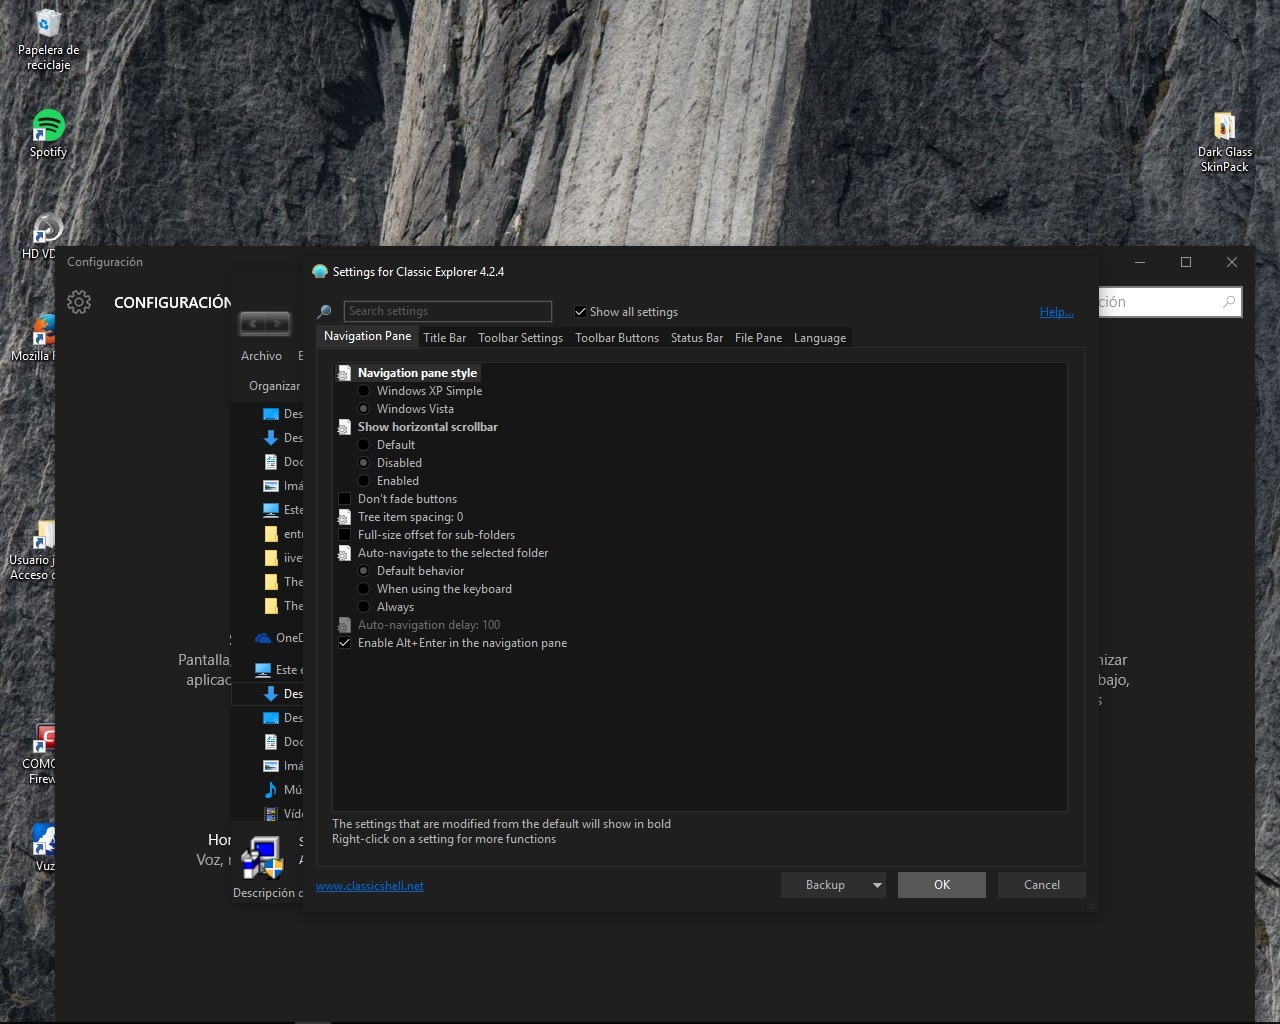 Papelera de
reciclaje
Spotify
Dark Glass
SkinPack
HD VD
Mozilla F
Usuario j
Acceso d
COMO
Firew
Vuz
Configuración
CONFIGURACIÓN
ción
Archivo
Organizar
Des
Des
Doc
Imá
Este
entr
iive
The
The
OneD
Este e
Des
Des
Doc
Imá
Mús
Víde
Descripción d
Pantalla,
aplicac
Hor
Voz, r
nizar
bajo,
s
Settings for Classic Explorer 4.2.4
Search settings
Show all settings
Help...
Navigation Pane Title Bar Toolbar Settings Toolbar Buttons Status Bar File Pane Language
Navigation pane style
Windows XP Simple
Windows Vista
Show horizontal scrollbar
Default
Disabled
Enabled
Don't fade buttons
Tree item spacing: 0
Full-size offset for sub-folders
Auto-navigate to the selected folder
Default behavior
When using the keyboard
Always
Auto-navigation delay: 100
Enable Alt+Enter in the navigation pane
The settings that are modified from the default will show in bold
Right-click on a setting for more functions
www.classicshell.net
Backup
OK
Cancel